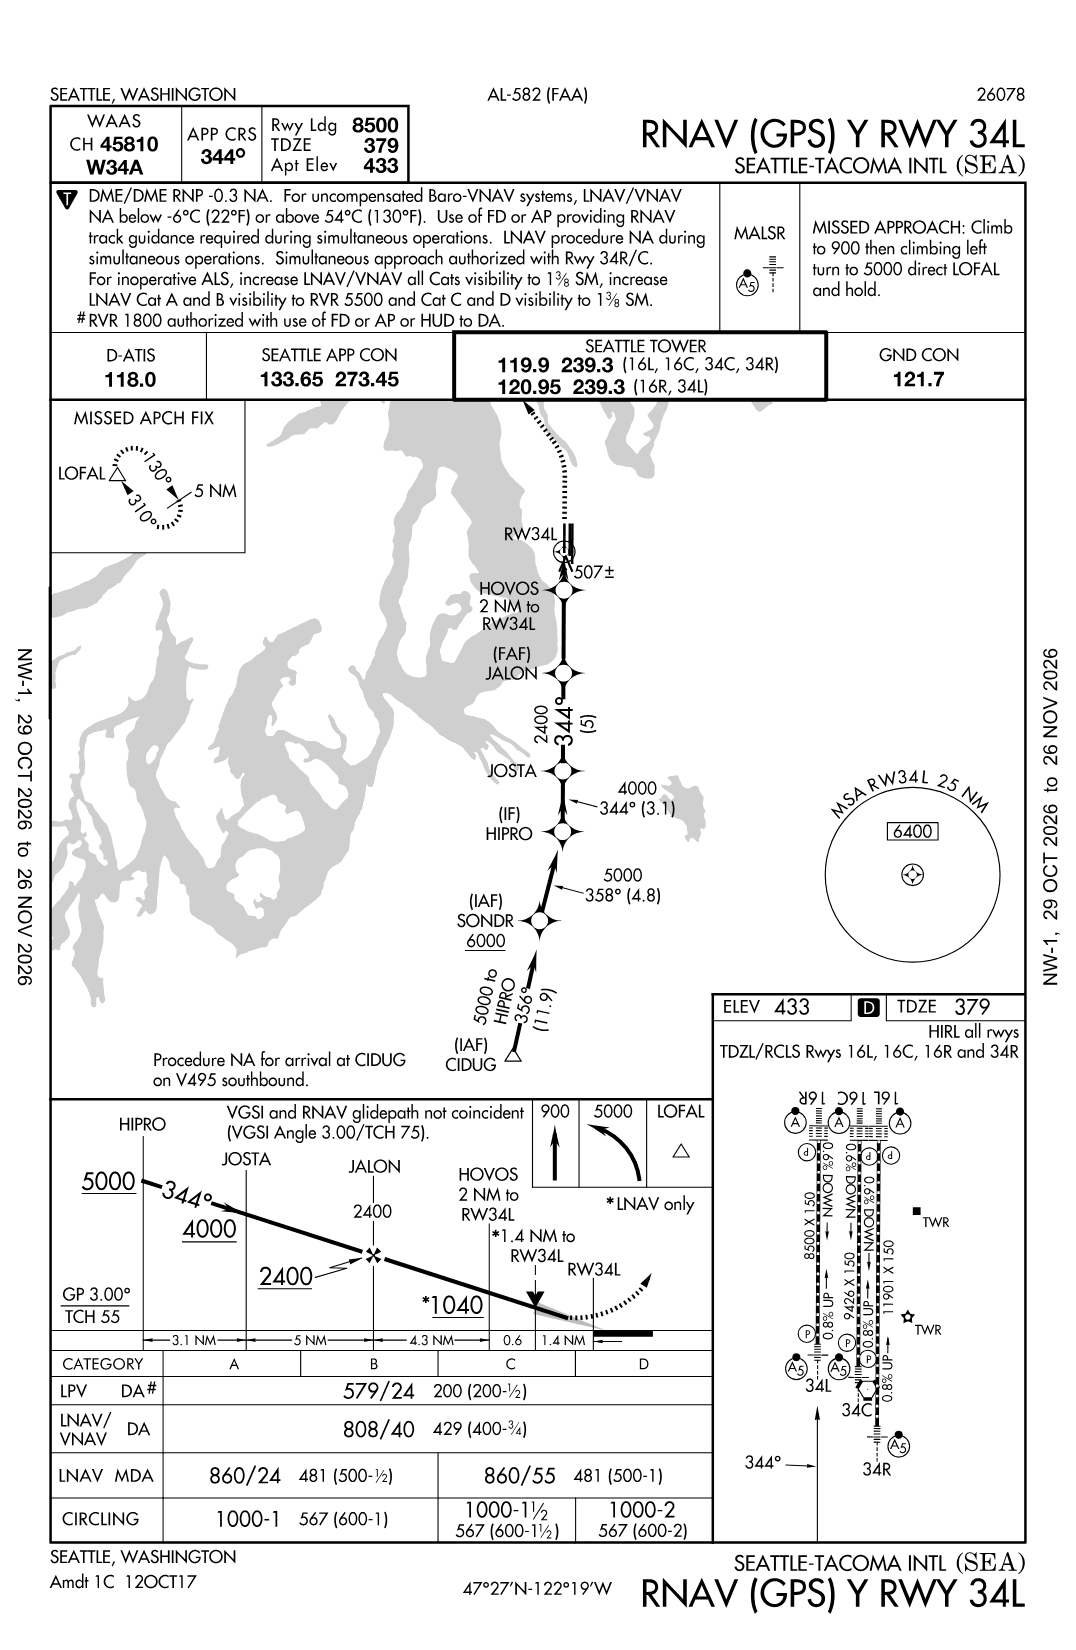 SEATTLE, WASHINGTON
AL-582 (FAA)
26078
WAAS
CH 45810
W34A
APP CRS
344°
Rwy Ldg 8500
TDZE 379
Apt Elev 433
RNAV (GPS) Y RWY 34L
SEATTLE-TACOMA INTL (SEA)
T
DME/DME RNP -0.3 NA. For uncompensated Baro-VNAV systems, LNAV/VNAV
NA below -6°C (22°F) or above 54°C (130°F). Use of FD or AP providing RNAV
track guidance required during simultaneous operations. LNAV procedure NA during
simultaneous operations. Simultaneous approach authorized with Rwy 34R/C.
For inoperative ALS, increase LNAV/VNAV all Cats visibility to 1⅜ SM, increase
LNAV Cat A and B visibility to RVR 5500 and Cat C and D visibility to 1⅜ SM.
# RVR 1800 authorized with use of FD or AP or HUD to DA.
MALSR
A5
MISSED APPROACH: Climb
to 900 then climbing left
turn to 5000 direct LOFAL
and hold.
D-ATIS
118.0
SEATTLE APP CON
133.65 273.45
SEATTLE TOWER
119.9 239.3 (16L, 16C, 34C, 34R)
120.95 239.3 (16R, 34L)
GND CON
121.7
MISSED APCH FIX
LOFAL
130°
310°
5 NM
RW34L
507±
HOVOS
2 NM to
RW34L
(FAF)
JALON
2400
344°
(5)
JOSTA
4000
344° (3.1)
(IF)
HIPRO
5000
358° (4.8)
(IAF)
SONDR
6000
5000 to
HIPRO
356°
(11.9)
(IAF)
CIDUG
Procedure NA for arrival at CIDUG
on V495 southbound.
MSA RW34L 25 NM
6400
NW-1, 29 OCT 2026 to 26 NOV 2026
NW-1, 29 OCT 2026 to 26 NOV 2026
ELEV 433
D
TDZE 379
HIRL all rwys
TDZL/RCLS Rwys 16L, 16C, 16R and 34R
16R
16C
16L
A
A
A
P
P
P
0.6% DOWN
0.6% DOWN
0.6% DOWN
8500 X 150
9426 X 150
11901 X 150
TWR
TWR
0.8% UP
0.8% UP
0.8% UP
P
P
P
A5
A5
34L
34C
A5
34R
344°
HIPRO
VGSI and RNAV glidepath not coincident
(VGSI Angle 3.00/TCH 75).
900
5000
LOFAL
JOSTA
JALON
HOVOS
2 NM to
RW34L
*LNAV only
5000
344°
4000
2400
2400
*1.4 NM to
RW34L
RW34L
*1040
GP 3.00°
TCH 55
3.1 NM
5 NM
4.3 NM
0.6
1.4 NM
CATEGORY
A
B
C
D
LPV DA#
579/24 200 (200-½)
LNAV/
VNAV DA
808/40 429 (400-¾)
LNAV MDA
860/24 481 (500-½)
860/55 481 (500-1)
CIRCLING
1000-1 567 (600-1)
1000-1½
567 (600-1½)
1000-2
567 (600-2)
SEATTLE, WASHINGTON
Amdt 1C 12OCT17
47°27'N-122°19'W
SEATTLE-TACOMA INTL (SEA)
RNAV (GPS) Y RWY 34L